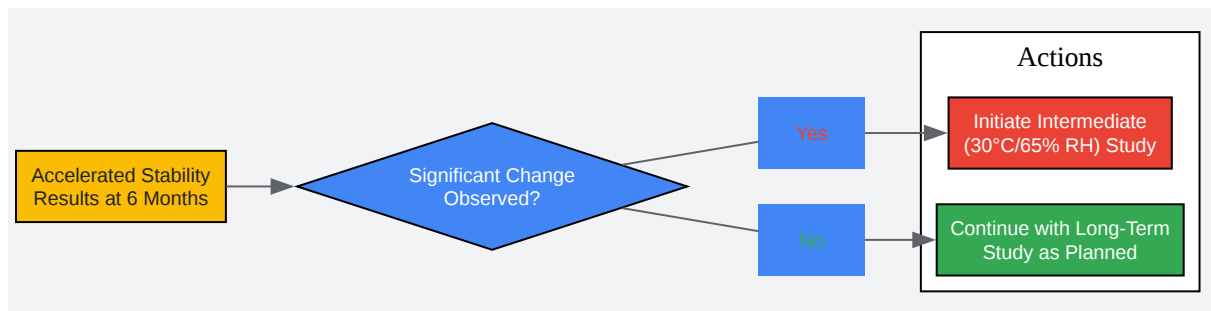 Accelerated Stability
Results at 6 Months
Significant Change
Observed?
Yes
No
Actions
Initiate Intermediate
(30°C/65% RH) Study
Continue with Long-Term
Study as Planned